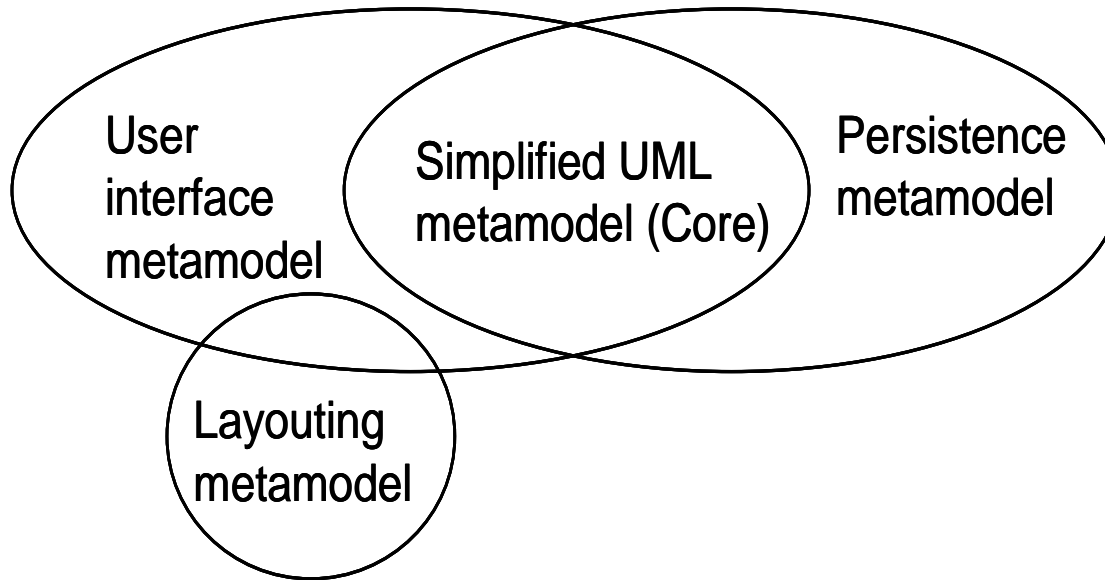 User
interface
metamodel
Simplified UML
metamodel (Core)
Persistence
metamodel
Layouting
metamodel